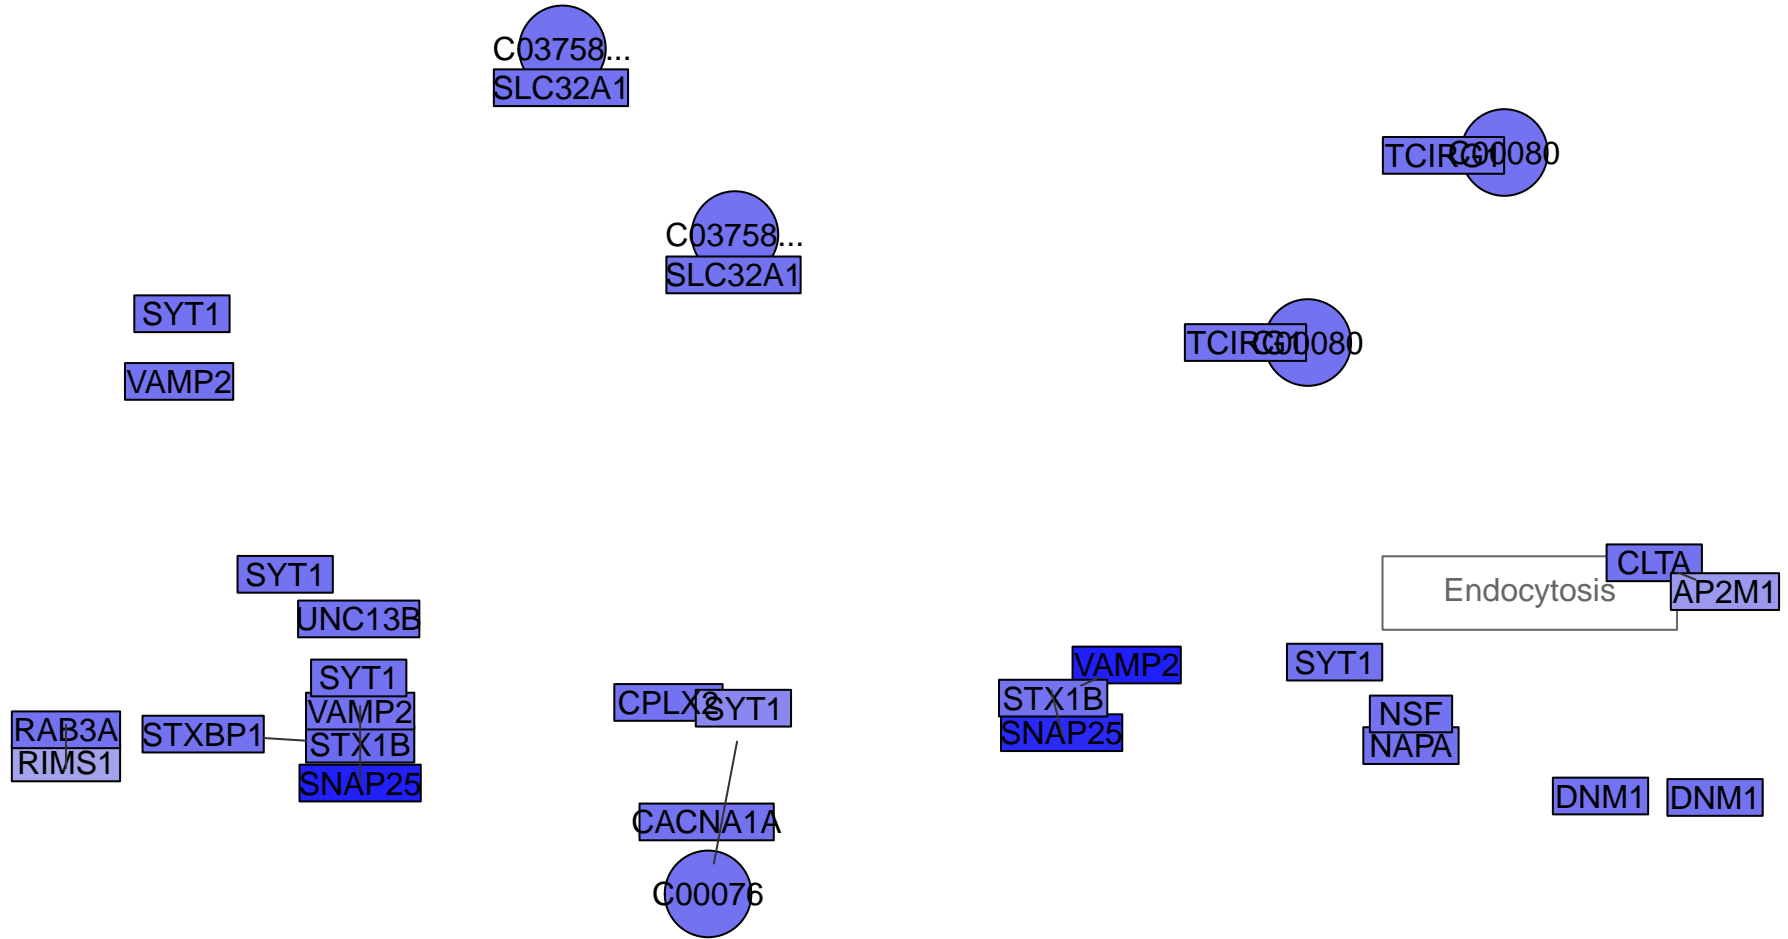 C03758...
SLC32A1
TCIRG1
C00080
C03758...
SLC32A1
SYT1
VAMP2
TCIRG1
C00080
SYT1
UNC13B
CLTA
Endocytosis
AP2M1
SYT1
VAMP2
STX1B
SNAP25
RAB3A
RIMS1
STXBP1
CPLX2
SYT1
CACNA1A
C00076
VAMP2
STX1B
SNAP25
SYT1
NSF
NAPA
DNM1
DNM1